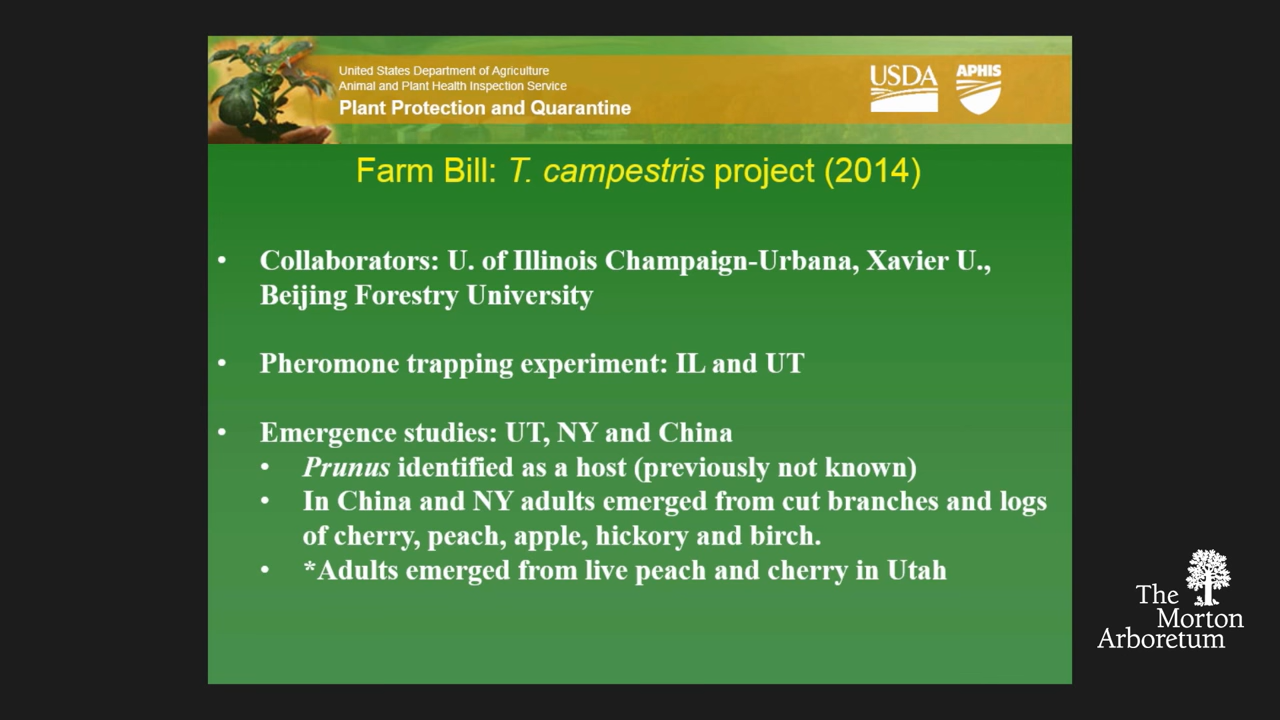 United States Department of Agriculture
Animal and Plant Health Inspection Service
Plant Protection and Quarantine
USDA
APHIS
Farm Bill: T. campestris project (2014)
• Collaborators: U. of Illinois Champaign-Urbana, Xavier U.,
Beijing Forestry University
• Pheromone trapping experiment: IL and UT
• Emergence studies: UT, NY and China
• Prunus identified as a host (previously not known)
• In China and NY adults emerged from cut branches and logs
of cherry, peach, apple, hickory and birch.
• *Adults emerged from live peach and cherry in Utah
The
Morton
Arboretum